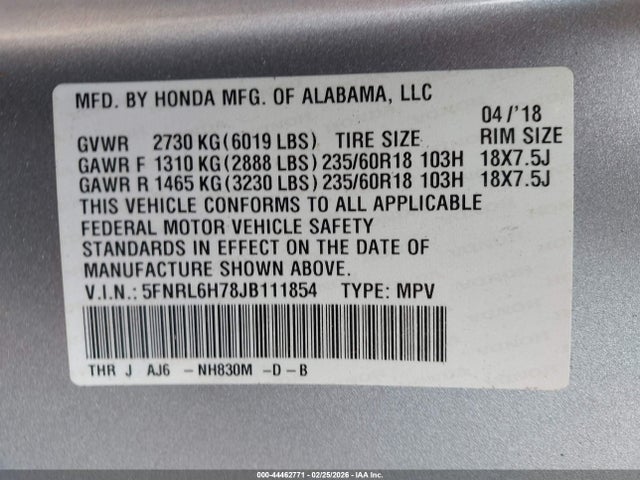 MFD. BY HONDA MFG. OF ALABAMA, LLC
04/'18
GVWR 2730 KG(6019 LBS) TIRE SIZE RIM SIZE
GAWR F 1310 KG(2888 LBS) 235/60R18 103H 18X7.5J
GAWR R 1465 KG(3230 LBS) 235/60R18 103H 18X7.5J
THIS VEHICLE CONFORMS TO ALL APPLICABLE
FEDERAL MOTOR VEHICLE SAFETY
STANDARDS IN EFFECT ON THE DATE OF
MANUFACTURE SHOWN ABOVE.
V.I.N.: 5FNRL6H78JB111854 TYPE: MPV
THR J AJ6 -NH830M -D-B
000-44462771 - 02/25/2026 - IAA Inc.